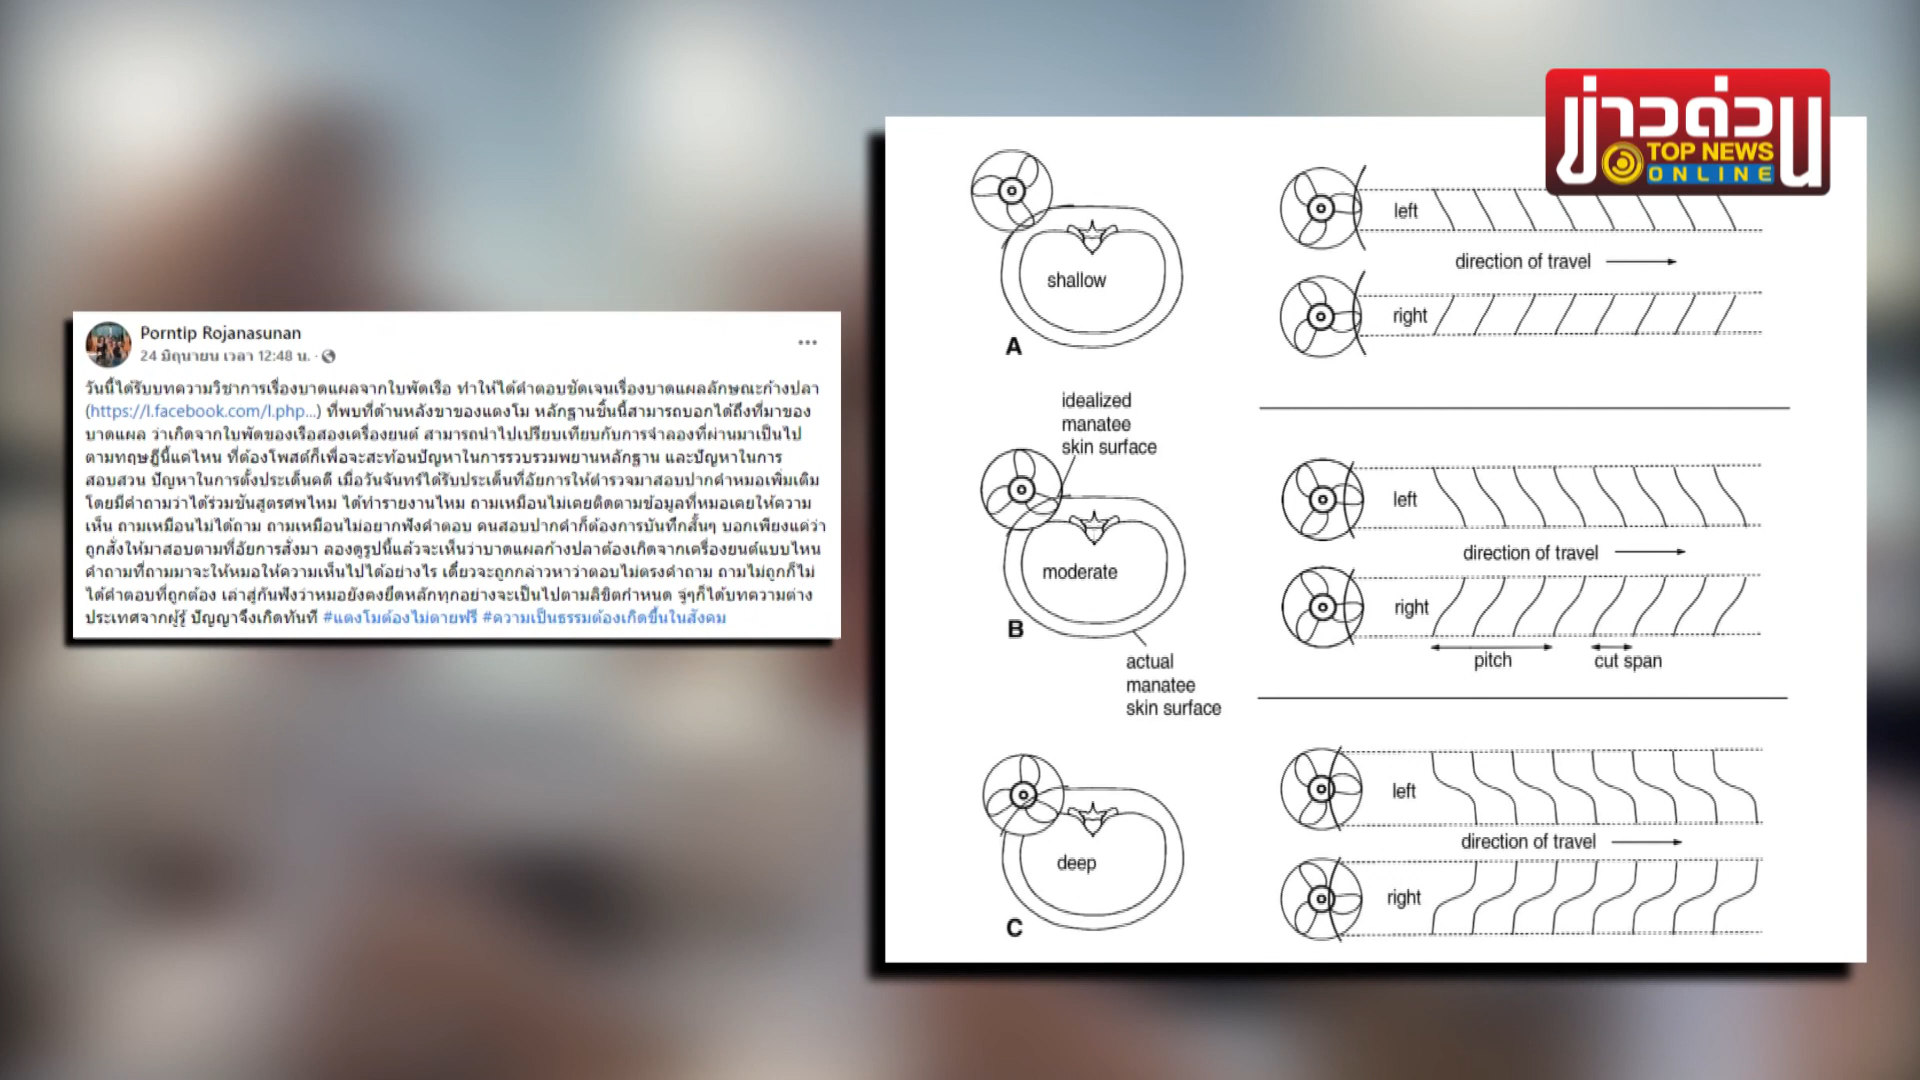 Porntip Rojanasunan
24 มิถุนายน เวลา 12:48 น. ·
วันนี้ได้รับบทความวิชาการเรื่องบาดแผลจากใบพัดเรือ ทำให้ได้คำตอบชัดเจนเรื่องบาดแผลลักษณะก้างปลา
(https://l.facebook.com/l.php...) ที่พบที่ด้านหลังขาของแตงโม หลักฐานชิ้นนี้สามารถบอกได้ถึงที่มาของ
บาดแผล ว่าเกิดจากใบพัดของเรือสองเครื่องยนต์ สามารถนำไปเปรียบเทียบกับการจำลองที่ผ่านมาเป็นไป
ตามทฤษฎีนี้แค่ไหน ที่ต้องโพสต์ก็เพื่อจะสะท้อนปัญหาในการรวบรวมพยานหลักฐาน และปัญหาในการ
สอบสวน ปัญหาในการตั้งประเด็นคดี เมื่อวันจันทร์ได้รับประเด็นที่อัยการให้ตำรวจมาสอบปากคำหมอเพิ่มเติม
โดยมีคำถามว่าได้ร่วมชันสูตรศพไหม ได้ทำรายงานไหม ถามเหมือนไม่เคยติดตามข้อมูลที่หมอเคยให้ความ
เห็น ถามเหมือนไม่ได้ถาม ถามเหมือนไม่อยากฟังคำตอบ คนสอบปากคำก็ต้องการบันทึกสั้นๆ บอกเพียงแค่ว่า
ถูกสั่งให้มาสอบตามที่อัยการสั่งมา ลองดูรูปนี้แล้วจะเห็นว่าบาดแผลก้างปลาต้องเกิดจากเครื่องยนต์แบบไหน
คำถามที่ถามมาจะให้หมอให้ความเห็นไปได้อย่างไร เดี๋ยวจะถูกกล่าวหาว่าตอบไม่ตรงคำถาม ถามไม่ถูกก็ไม่
ได้คำตอบที่ถูกต้อง เล่าสู่กันฟังว่าหมอยังคงยึดหลักทุกอย่างจะเป็นไปตามลิขิตกำหนด จู่ๆก็ได้บทความต่าง
ประเทศจากผู้รู้ ปัญญาจึงเกิดทันที #แตงโมต้องไม่ตายฟรี #ความเป็นธรรมต้องเกิดขึ้นในสังคม
ข่าวด่วน
TOP NEWS
ONLINE
shallow
A
left
direction of travel
right
idealized
manatee
skin surface
moderate
B
actual
manatee
skin surface
left
direction of travel
right
pitch
cut span
deep
C
left
direction of travel
right